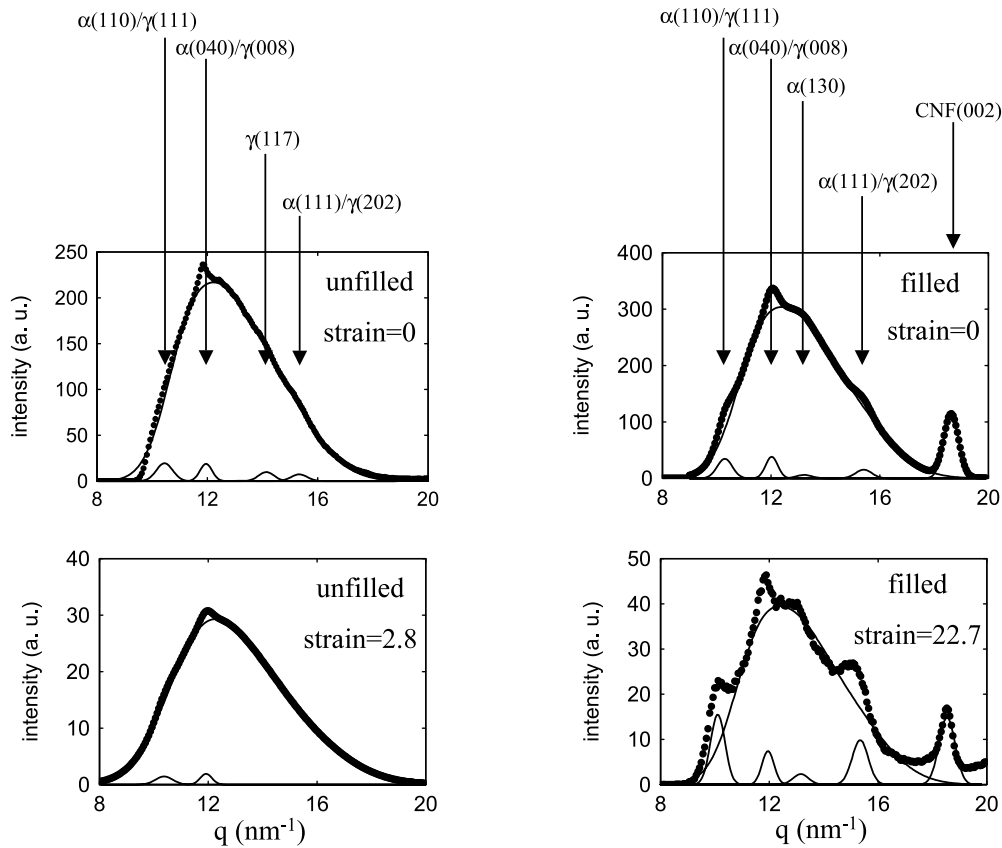 α(110)/γ(111)
α(040)/γ(008)
γ(117)
α(111)/γ(202)
250
200
150
100
50
0
intensity (a. u.)
unfilled
strain=0
8
12
16
20
α(110)/γ(111)
α(040)/γ(008)
α(130)
CNF(002)
α(111)/γ(202)
400
300
200
100
0
intensity (a. u.)
filled
strain=0
8
12
16
20
40
30
20
10
0
intensity (a. u.)
unfilled
strain=2.8
8
12
16
20
q (nm⁻¹)
50
40
30
20
10
0
intensity (a. u.)
filled
strain=22.7
8
12
16
20
q (nm⁻¹)